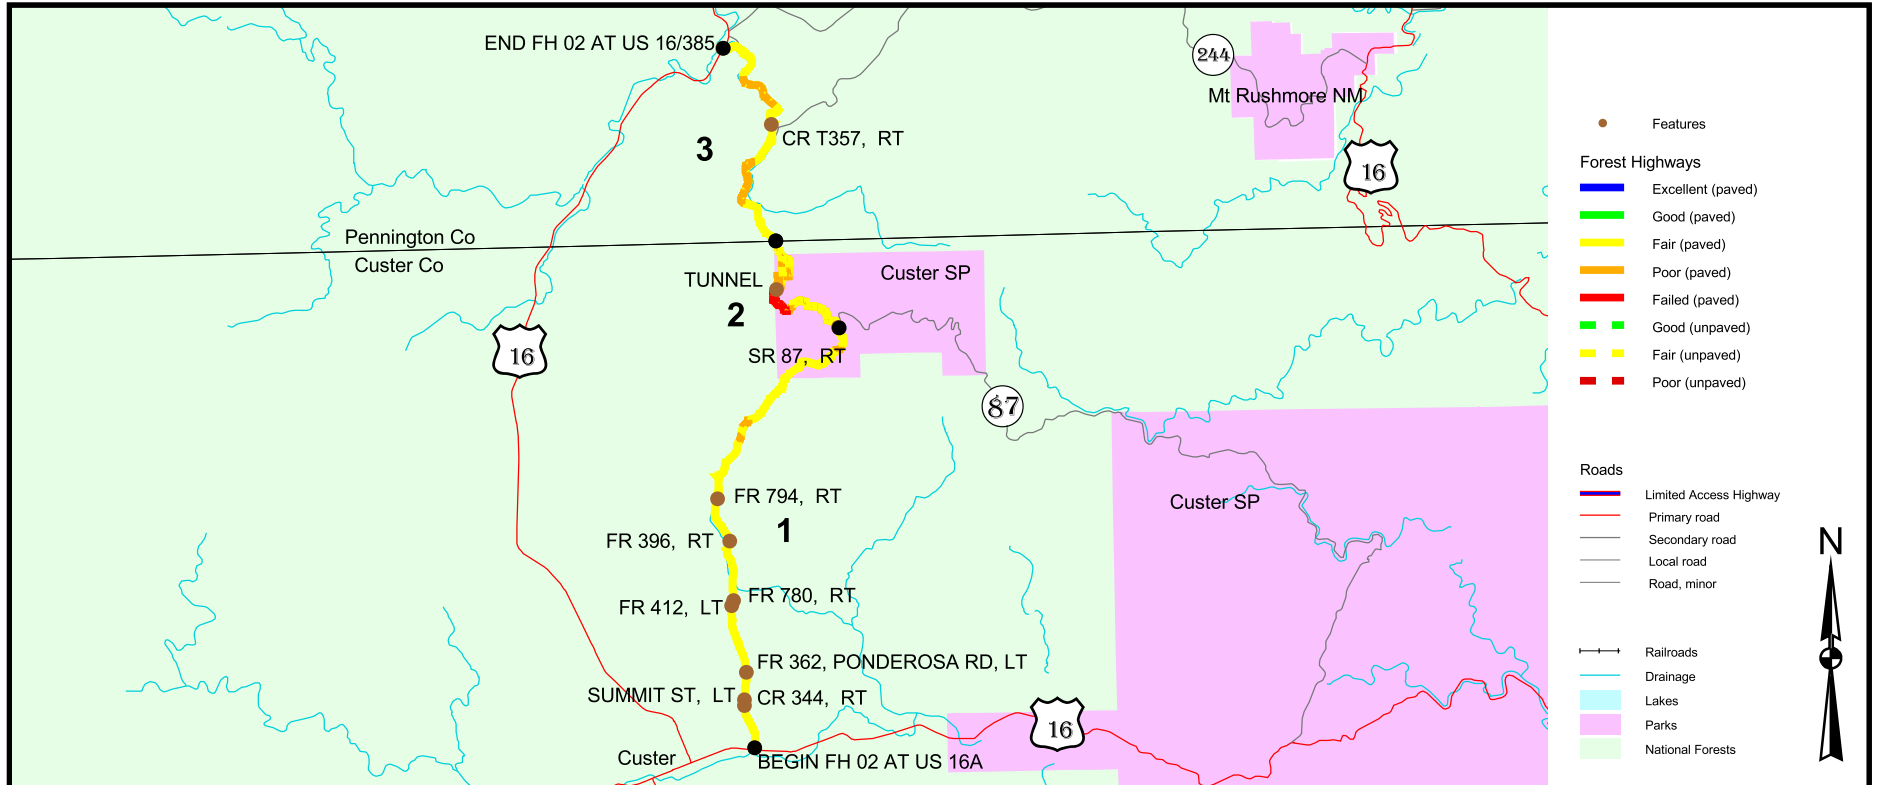 END FH 02 AT US 16/385
244
Mt Rushmore NM
CR T357,  RT
3
16
Pennington Co
Custer Co
TUNNEL
Custer SP
2
16
SR 87,  RT
87
FR 794,  RT
Custer SP
1
FR 396,  RT
FR 780,  RT
FR 412,  LT
FR 362, PONDEROSA RD, LT
SUMMIT ST,  LT
CR 344,  RT
16
Custer
BEGIN FH 02 AT US 16A
Features
Forest Highways
Excellent (paved)
Good (paved)
Fair (paved)
Poor (paved)
Failed (paved)
Good (unpaved)
Fair (unpaved)
Poor (unpaved)
Roads
Limited Access Highway
Primary road
Secondary road
Local road
Road, minor
N
Railroads
Drainage
Lakes
Parks
National Forests